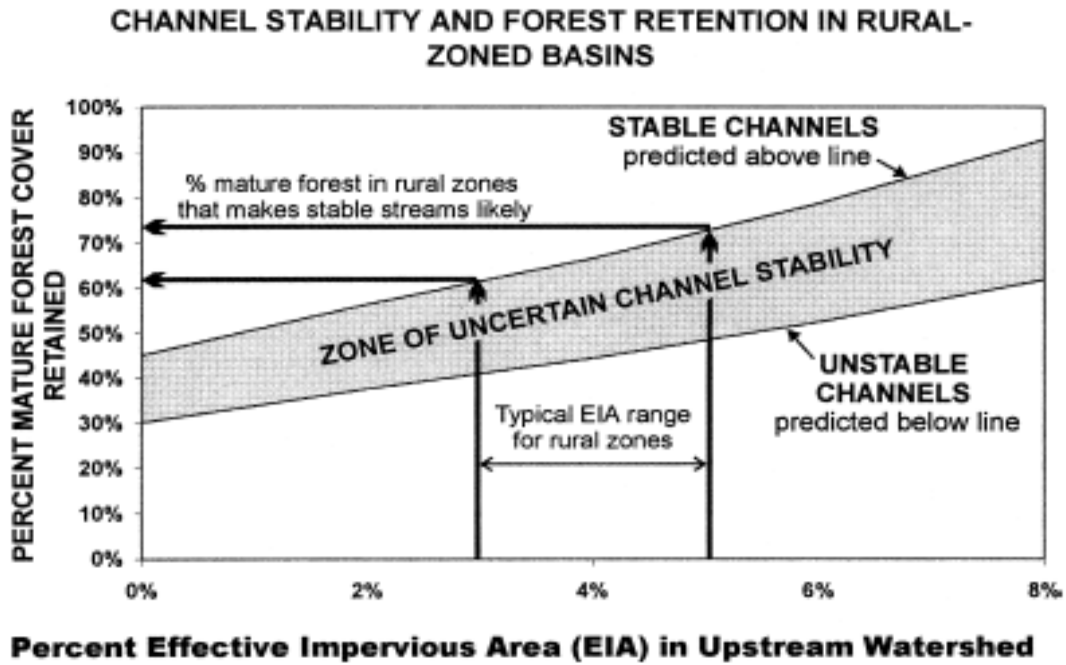 CHANNEL STABILITY AND FOREST RETENTION IN RURAL-
ZONED BASINS
PERCENT MATURE FOREST COVER
RETAINED
100%
90%
80%
70%
60%
50%
40%
30%
20%
10%
0%
STABLE CHANNELS
predicted above line
% mature forest in rural zones
that makes stable streams likely
ZONE OF UNCERTAIN CHANNEL STABILITY
UNSTABLE
CHANNELS
predicted below line
Typical EIA range
for rural zones
0%
2%
4%
6%
8%
Percent Effective Impervious Area (EIA) in Upstream Watershed